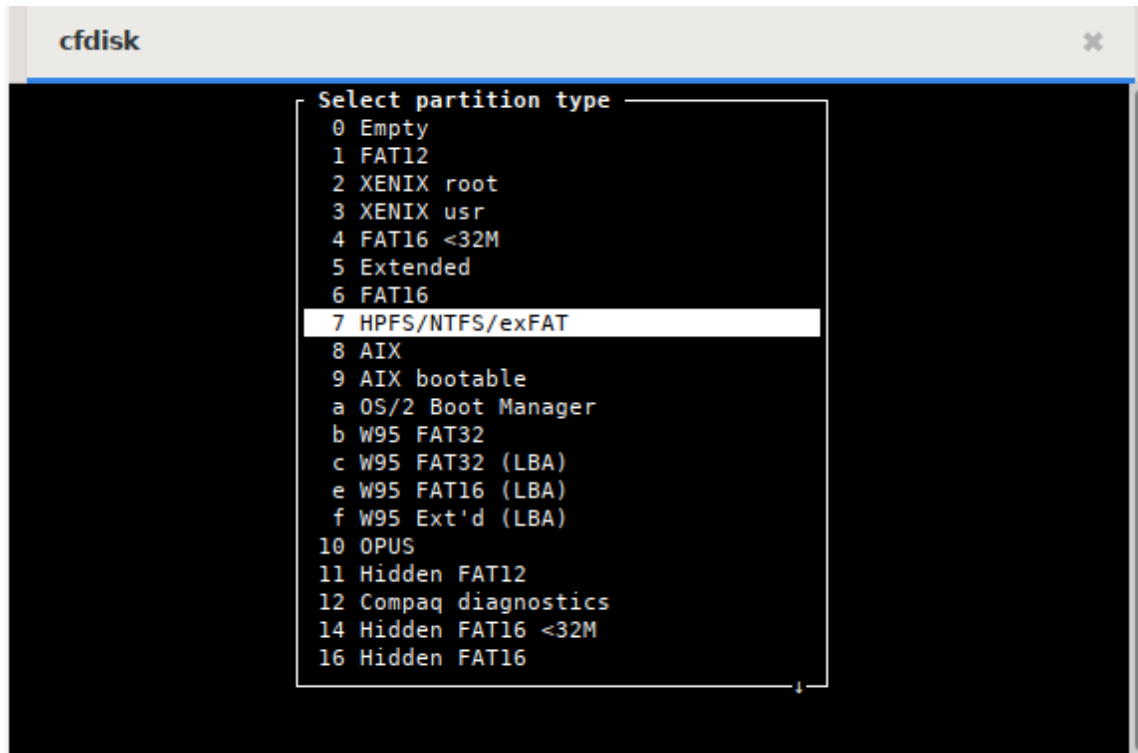 cfdisk
Select partition type
0 Empty
1 FAT12
2 XENIX root
3 XENIX usr
4 FAT16 <32M
5 Extended
6 FAT16
7 HPFS/NTFS/exFAT
8 AIX
9 AIX bootable
a OS/2 Boot Manager
b W95 FAT32
c W95 FAT32 (LBA)
e W95 FAT16 (LBA)
f W95 Ext'd (LBA)
10 OPUS
11 Hidden FAT12
12 Compaq diagnostics
14 Hidden FAT16 <32M
16 Hidden FAT16